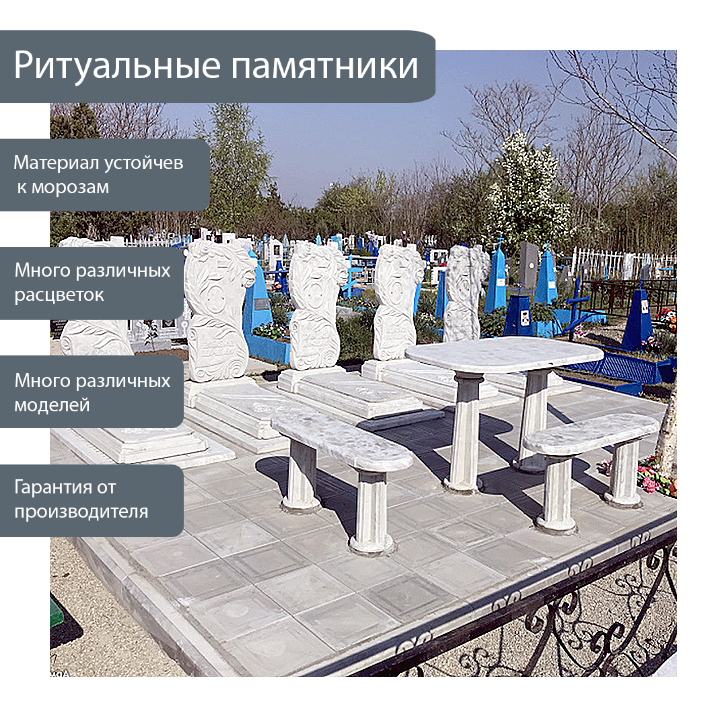 Ритуальные памятники
Материал устойчев
к морозам
Много различных
расцветок
Много различных
моделей
Гарантия от
производителя